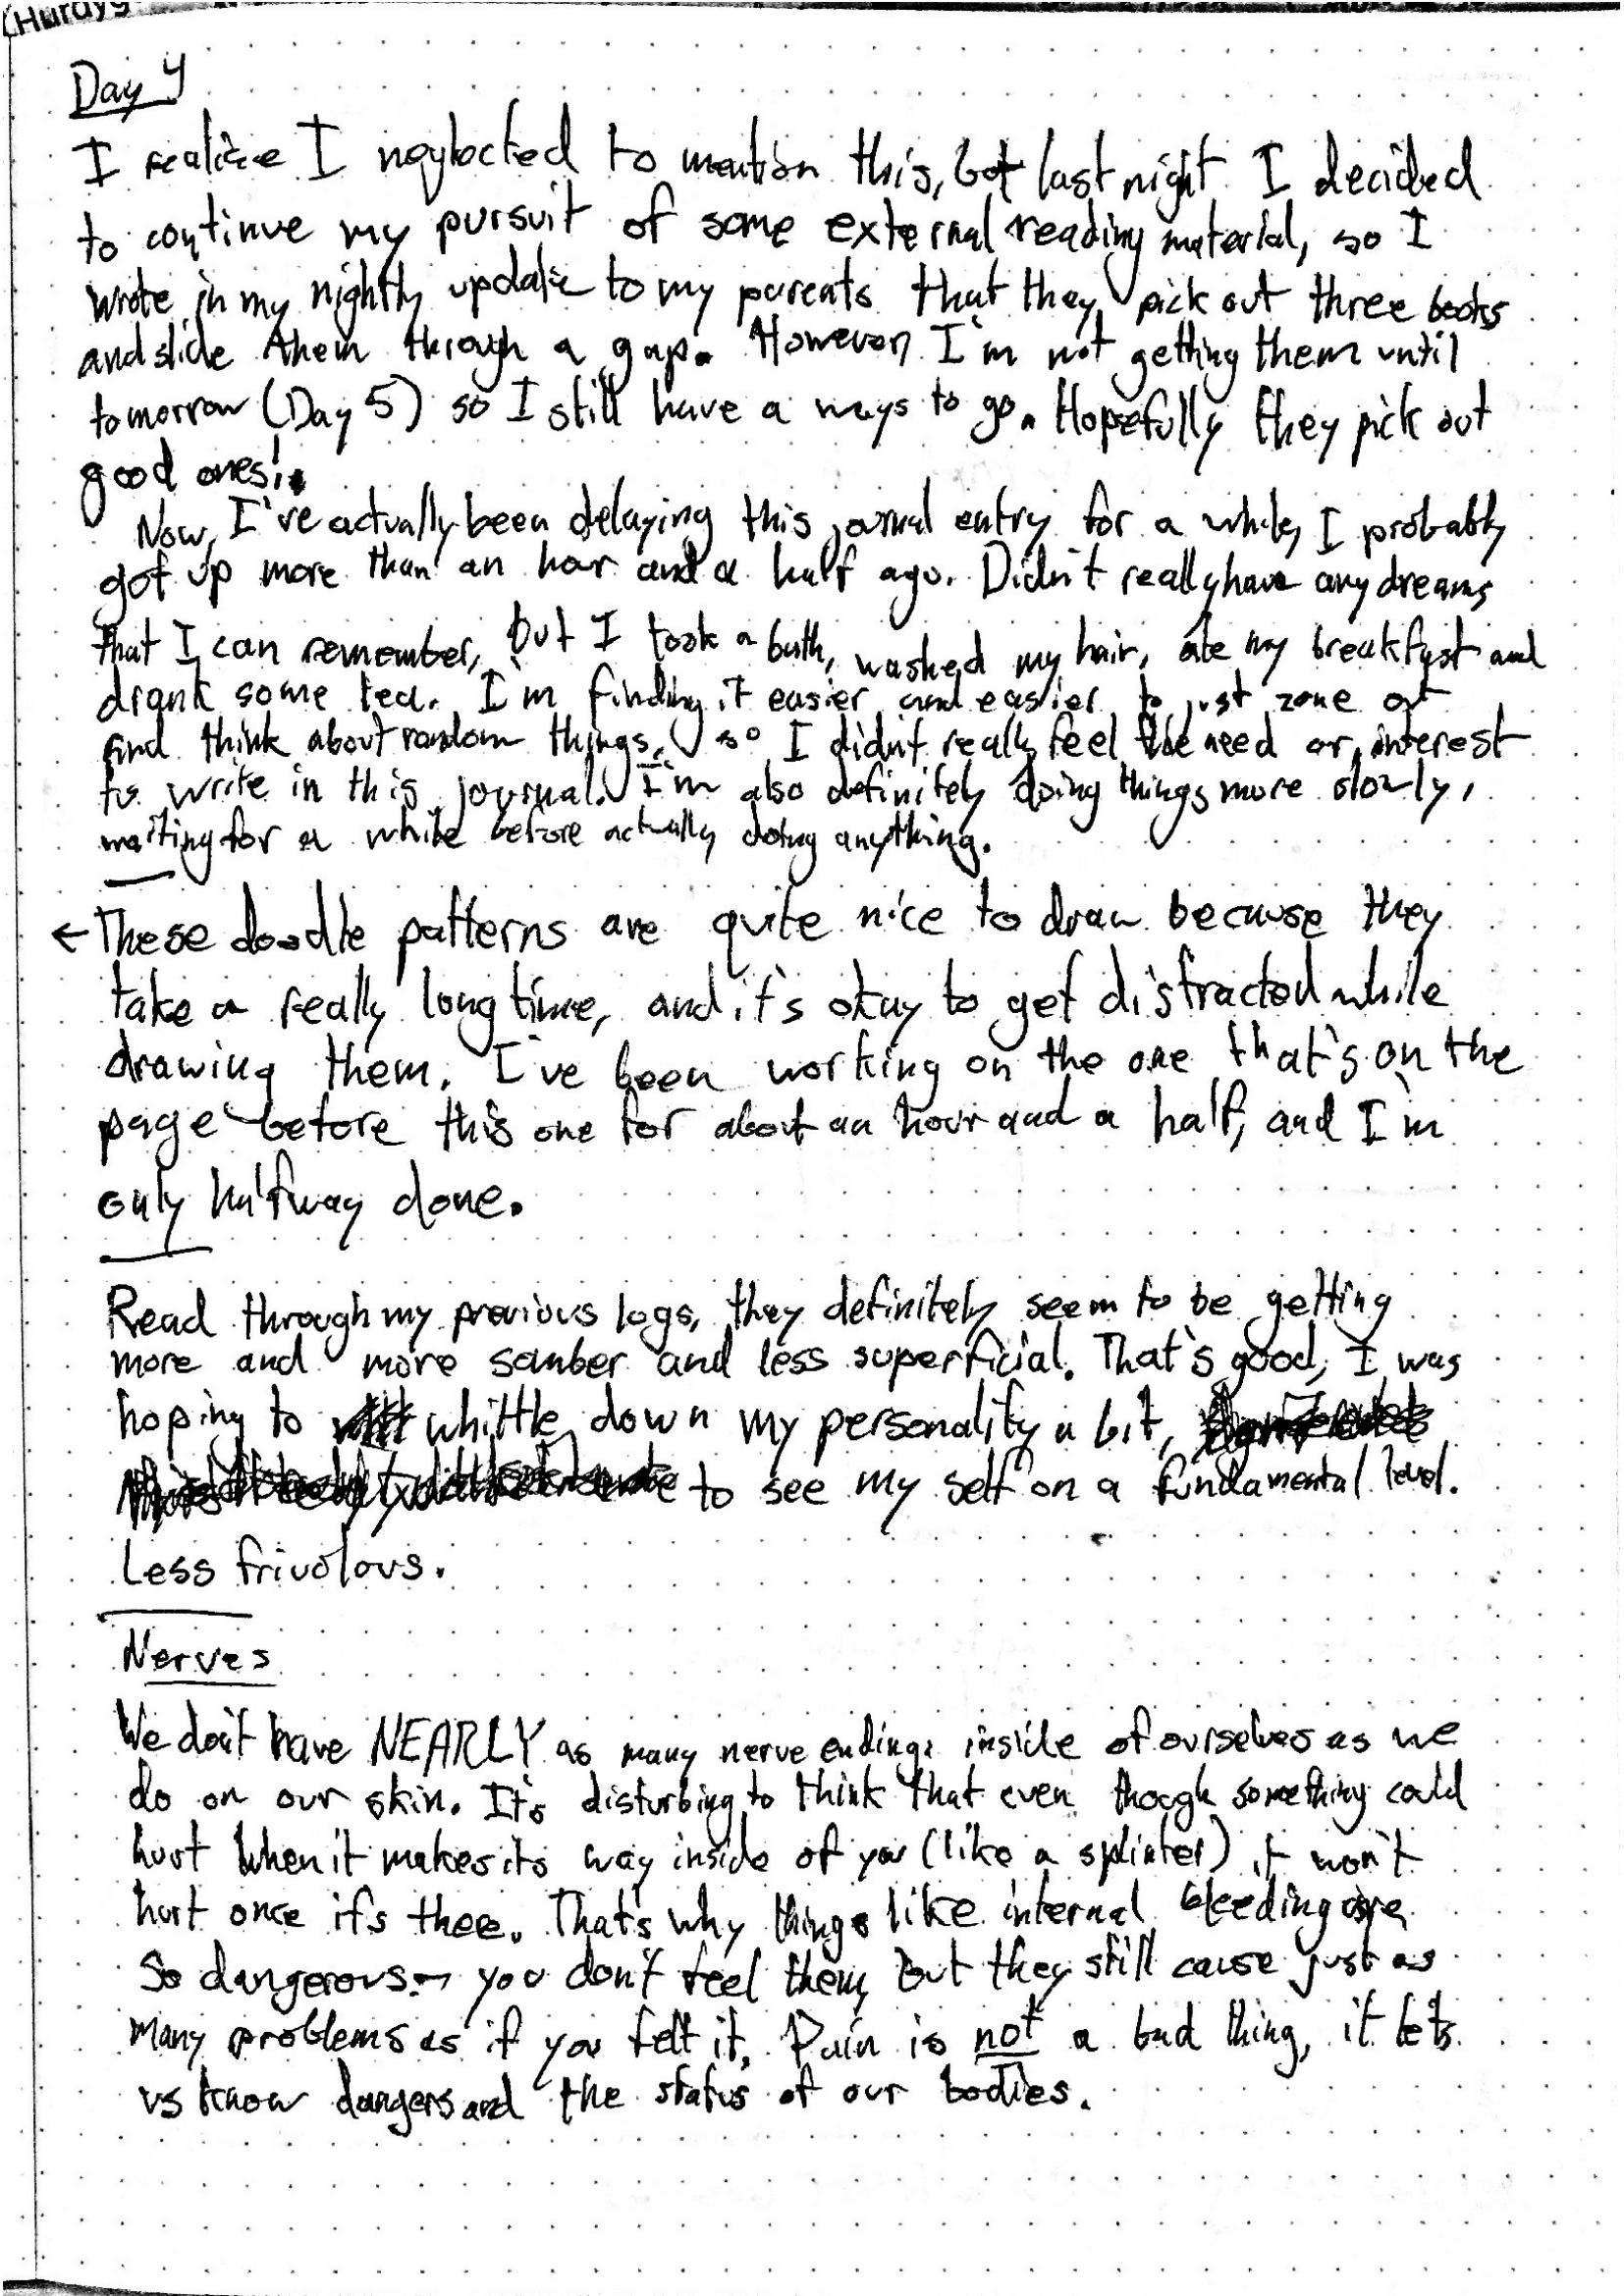 Day 4
I realize I neglected to mention this, but last night I decided
to continue my pursuit of some external reading material, so I
wrote in my nightly update to my parents that they pick out three books
and slide them through a gap. However I'm not getting them until
tomorrow (Day 5) so I still have a ways to go. Hopefully they pick out
good ones!
Now, I've actually been delaying this journal entry for a while, I probably
got up more than an hour and a half ago. Didn't really have any dreams
that I can remember, but I took a bath, washed my hair, ate my breakfast and
drank some tea. I'm finding it easier and easier to just zone out
and think about random things, so I didn't really feel the need or interest
to write in this journal. I'm also definitely doing things more slowly,
waiting for a while before actually doing anything.
← These doodle patterns are quite nice to draw because they
take a really long time, and it's okay to get distracted while
drawing them. I've been working on the one that's on the
page before this one for about an hour and a half, and I'm
only halfway done.
Read through my previous logs, they definitely seem to be getting
more and more somber and less superficial. That's good, I was
hoping to whittle down my personality a bit,
to see my self on a fundamental level.
Less frivolous.
Nerves
We don't have NEARLY as many nerve endings inside of ourselves as we
do on our skin. It's disturbing to think that even though something could
hurt when it makes its way inside of you (like a splinter) it won't
hurt once it's there. That's why things like internal bleeding are
so dangerous - you don't feel them, but they still cause just as
many problems as if you felt it. Pain is not a bad thing, it lets
us know dangers and the status of our bodies.